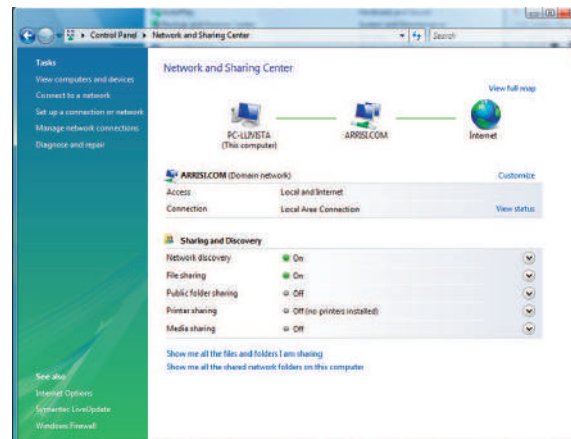 Control Panel ▸ Network and Sharing Center
Search
Tasks
View computers and devices
Connect to a network
Set up a connection or network
Manage network connections
Diagnose and repair
See also
Internet Options
Symantec LiveUpdate
Windows Firewall
Network and Sharing Center
View full map
PC-LUVISTA
(This computer)
ARRISI.COM
Internet
ARRISI.COM (Domain network)
Customize
Access Local and Internet
Connection Local Area Connection View status
Sharing and Discovery
Network discovery On
File sharing On
Public folder sharing Off
Printer sharing Off (no printers installed)
Media sharing Off
Show me all the files and folders I am sharing
Show me all the shared network folders on this computer